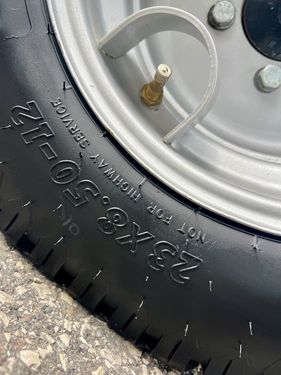 23X8.50-12
NOT FOR HIGHWAY SERVICE